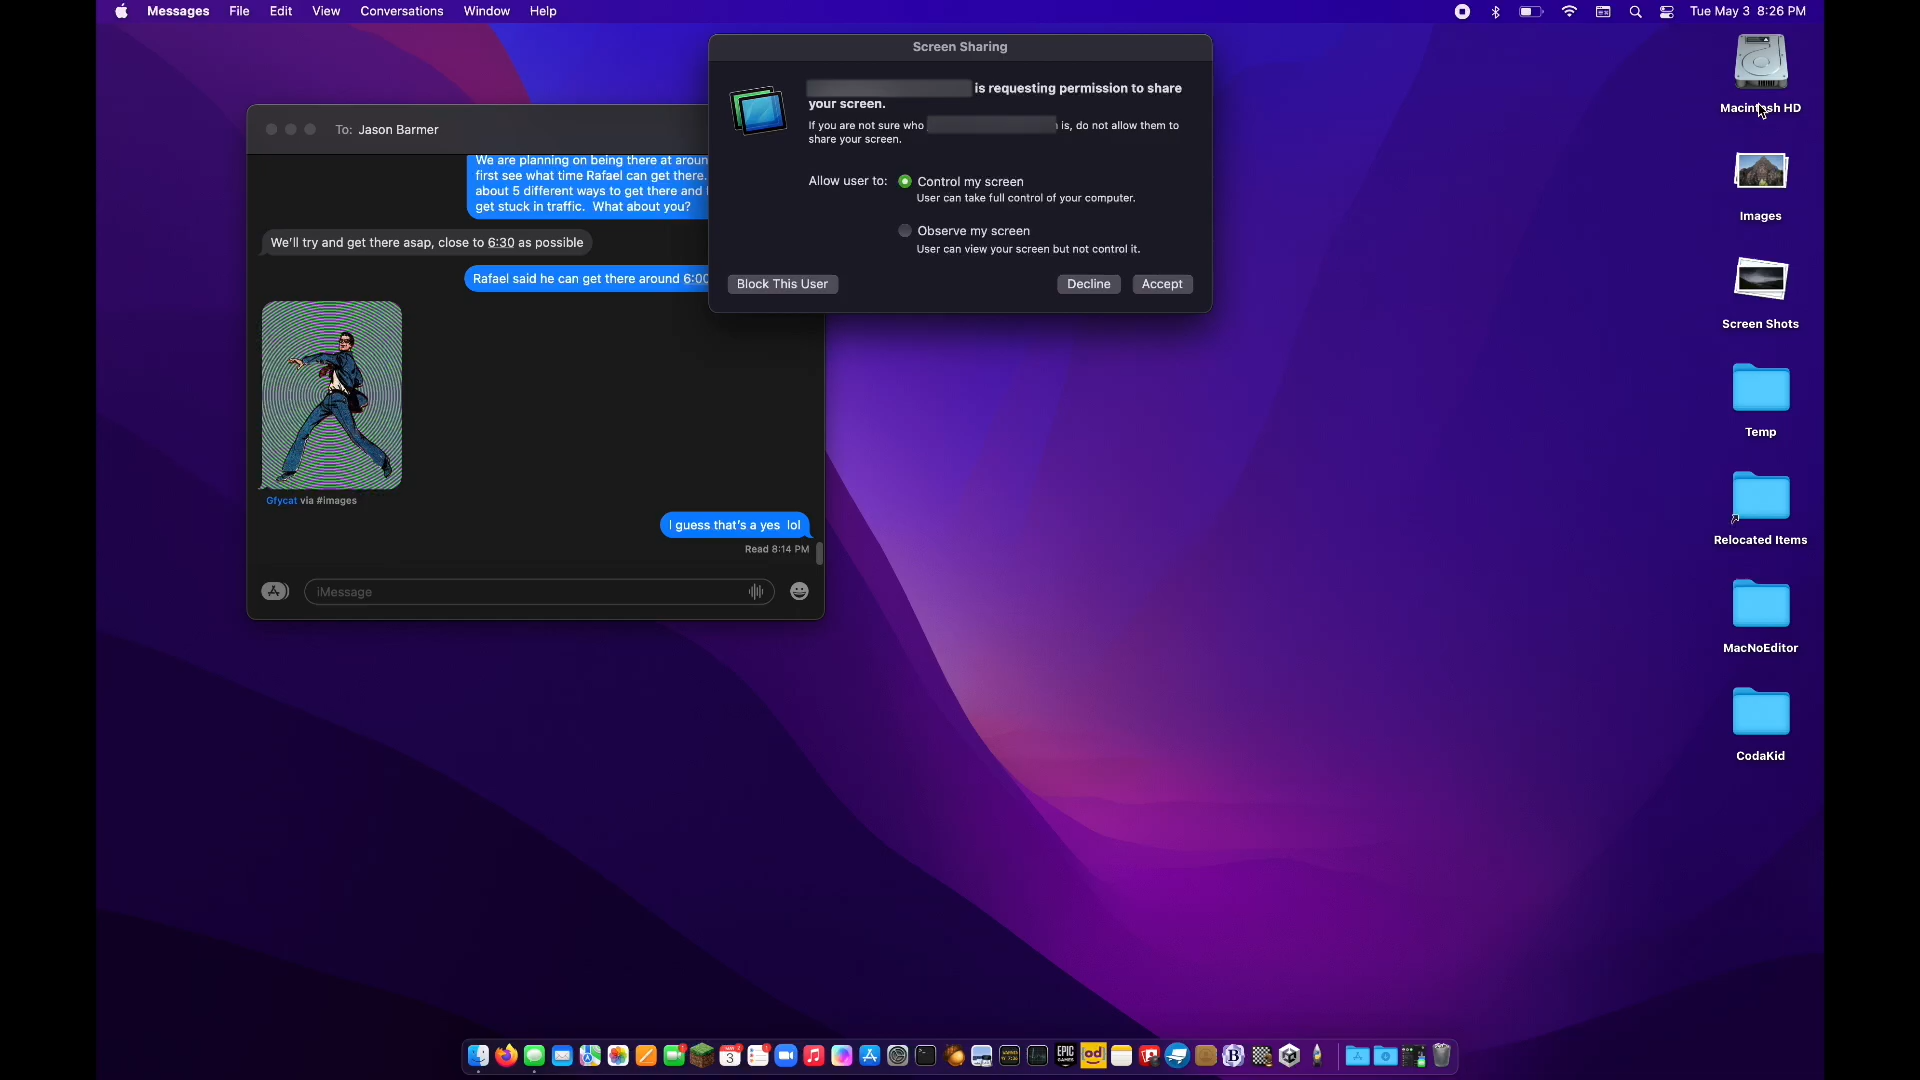 Messages File Edit View Conversations Window Help
Tue May 3 8:26 PM
Screen Sharing
is requesting permission to share
your screen.
If you are not sure who is, do not allow them to
share your screen.
Allow user to: Control my screen
User can take full control of your computer.
Observe my screen
User can view your screen but not control it.
Block This User Decline Accept
To: Jason Barmer
We are planning on being there at aroun
first see what time Rafael can get there.
about 5 different ways to get there and
get stuck in traffic. What about you?
We'll try and get there asap, close to 6:30 as possible
Rafael said he can get there around 6:00
Gfycat via #images
I guess that's a yes lol
Read 8:14 PM
iMessage
Macintosh HD
Images
Screen Shots
Temp
Relocated Items
MacNoEditor
CodaKid
3
EPIC
GAMES
od
B